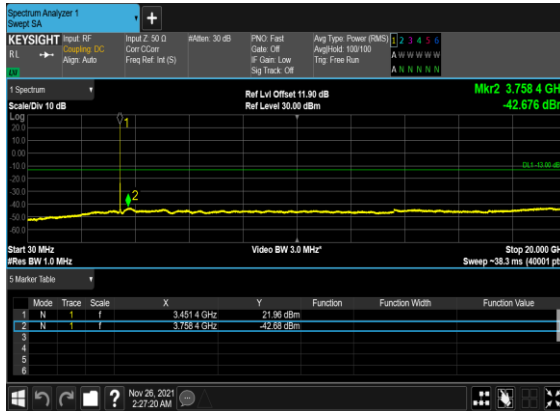 Spectrum Analyzer 1
Swept SA
KEYSIGHT Input: RF Input Z: 50 Ω #Atten: 30 dB PNO: Fast Avg Type: Power (RMS) 1 2 3 4 5 6
RL Coupling: DC Corr CCorr Gate: Off Avg|Hold: 100/100 A W W W W W
Align: Auto Freq Ref: Int (S) IF Gain: Low Trig: Free Run
Sig Track: Off A N N N N N
1 Spectrum Ref Lvl Offset 11.90 dB Mkr2 3.758 4 GHz
Scale/Div 10 dB Ref Level 30.00 dBm -42.676 dBm
Log
20.0
10.0
0.00
-10.0
-20.0
-30.0
-40.0
-50.0
-60.0
1
2
DL1 -13.00 dBm
Start 30 MHz Video BW 3.0 MHz* Stop 20.000 GHz
#Res BW 1.0 MHz Sweep ~38.3 ms (40001 pts)
5 Marker Table
Mode Trace Scale X Y Function Function Width Function Value
1 N 1 f 3.451 4 GHz 21.96 dBm
2 N 1 f 3.758 4 GHz -42.68 dBm
3
4
5
6
? Nov 26, 2021
2:27:20 AM